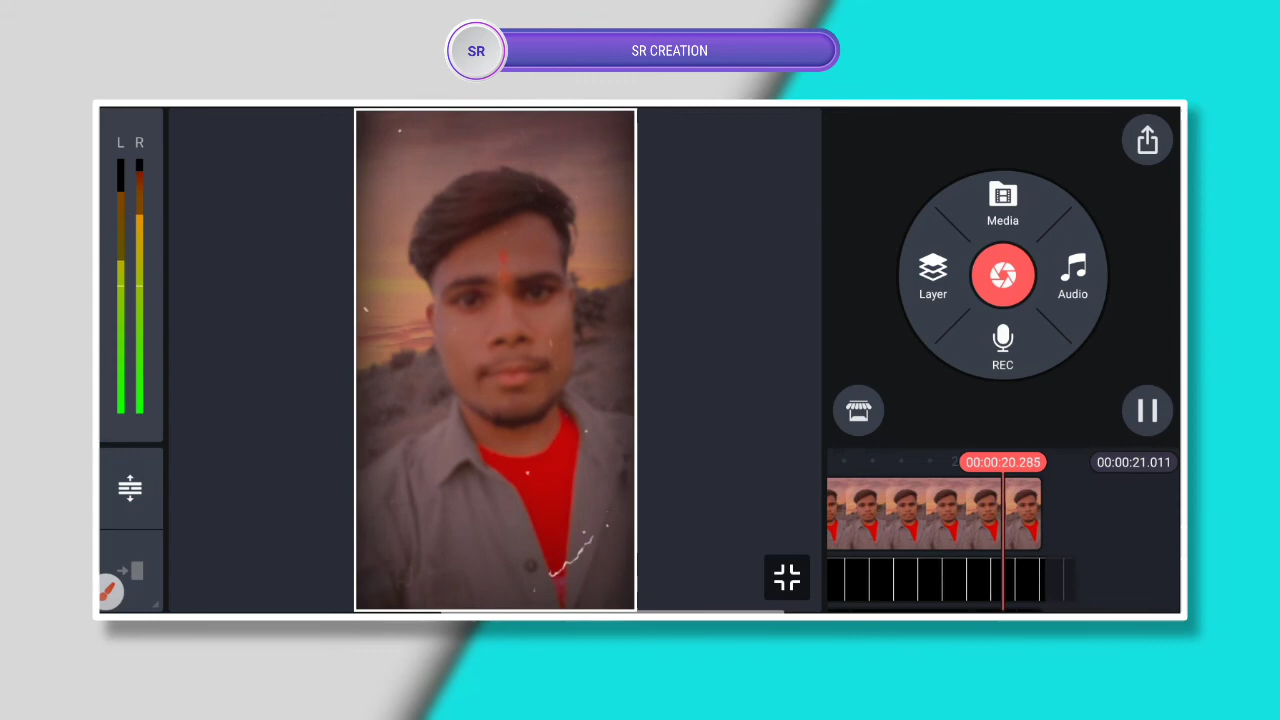 SR
SR CREATION
L R
Media
Layer
Audio
REC
00:00:20.285
00:00:21.011